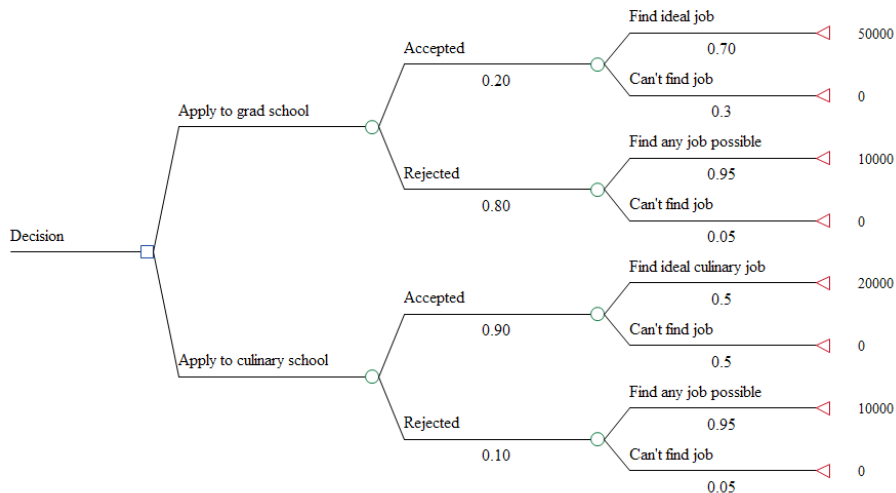 Find ideal job
50000
Accepted
0.70
0.20
Can't find job
0
0.3
Apply to grad school
Find any job possible
10000
Rejected
0.95
0.80
Can't find job
0
0.05
Decision
Find ideal culinary job
20000
Accepted
0.5
0.90
Can't find job
0
0.5
Apply to culinary school
Find any job possible
10000
Rejected
0.95
0.10
Can't find job
0
0.05